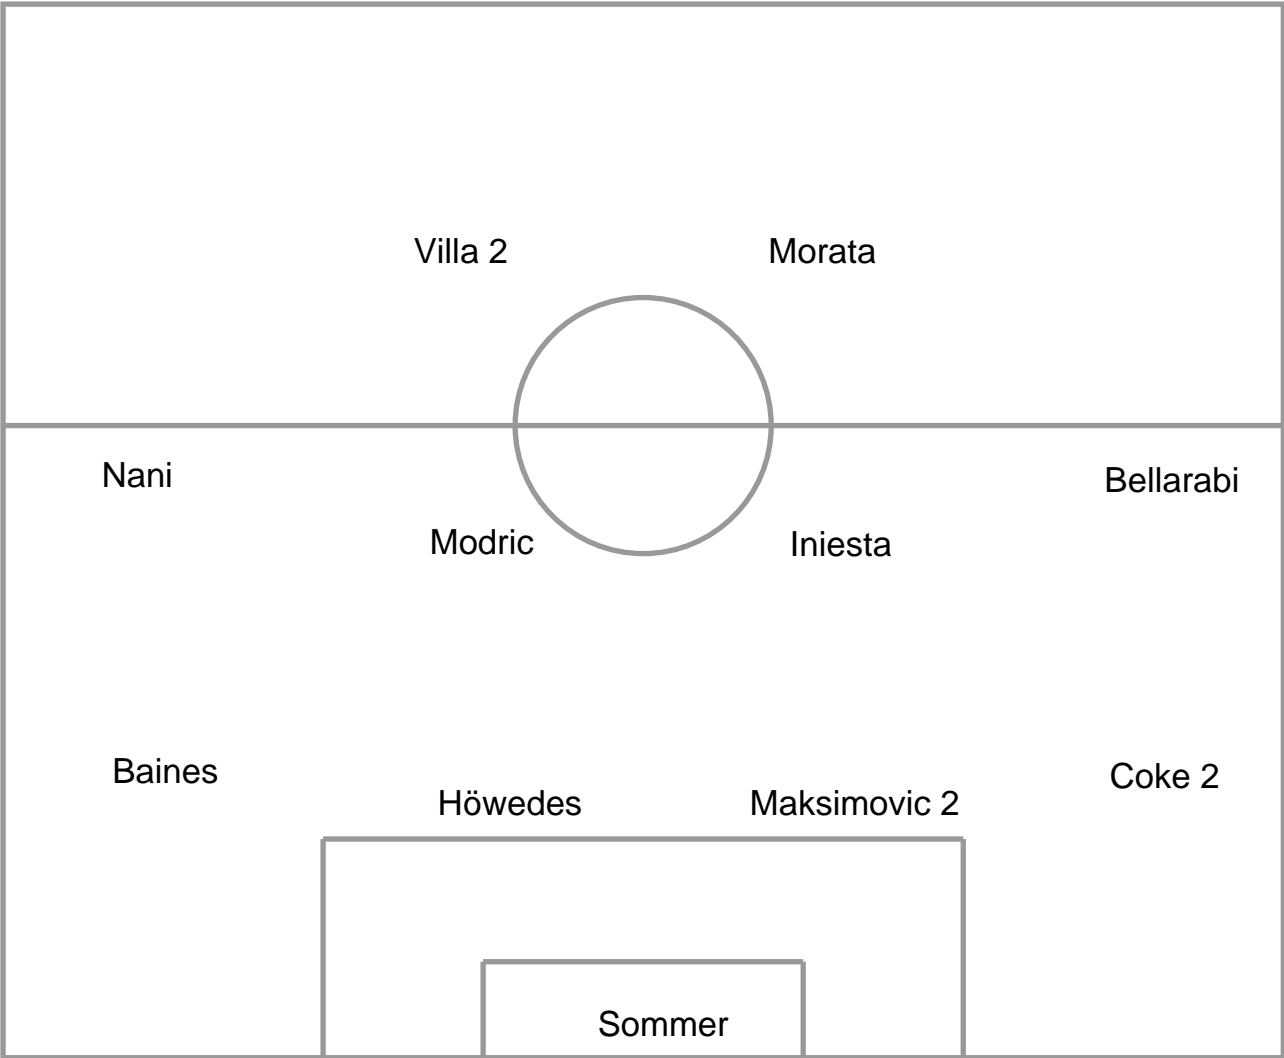 Villa 2 Morata
Nani Bellarabi
Modric Iniesta
Baines Coke 2
Höwedes Maksimovic 2
Sommer